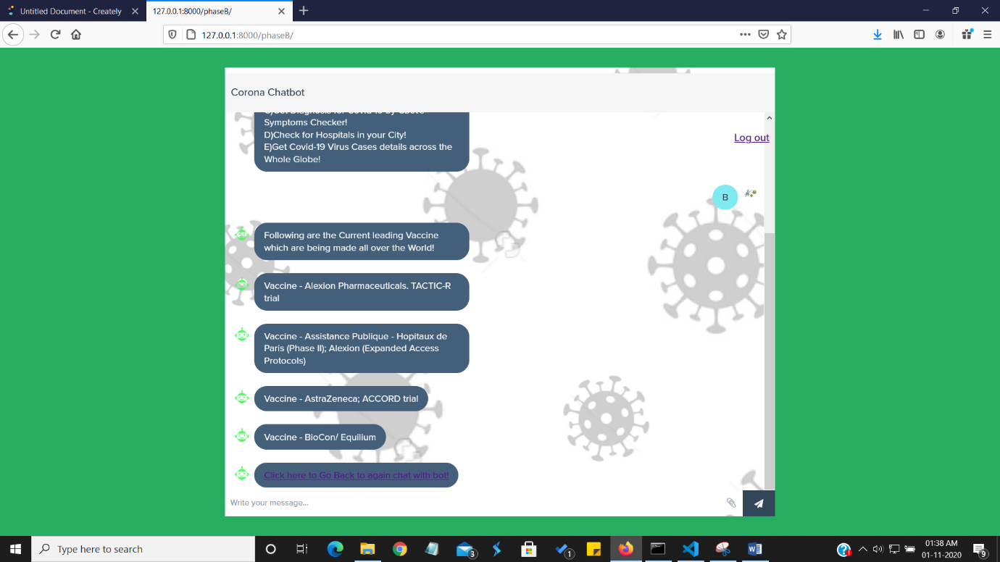 Untitled Document - Creately
127.0.0.1:8000/phaseB/
127.0.0.1:8000/phaseB/
Corona Chatbot
Symptoms Checker!
D)Check for Hospitals in your City!
E)Get Covid-19 Virus Cases details across the
Whole Globe!
Log out
B
Following are the Current leading Vaccine
which are being made all over the World!
Vaccine - Alexion Pharmaceuticals. TACTIC-R
trial
Vaccine - Assistance Publique - Hopitaux de
Paris (Phase II); Alexion (Expanded Access
Protocols)
Vaccine - AstraZeneca; ACCORD trial
Vaccine - BioCon/ Equilium
Click here to Go Back to again chat with bot!
Write your message...
Type here to search
3
1
01:38 AM
01-11-2020
9